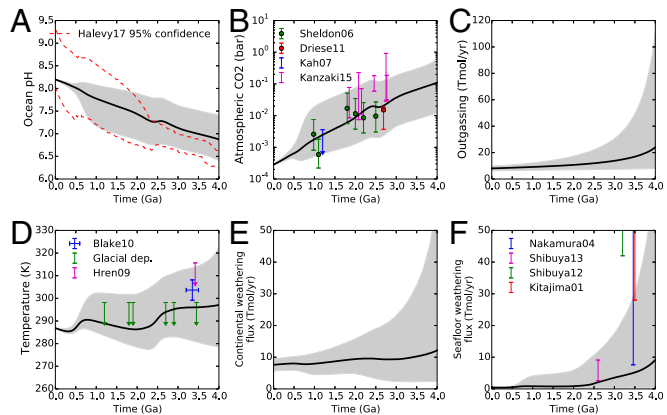 A
9.5
9.0
8.5
8.0
7.5
7.0
6.5
6.0
Ocean pH
Halevy17 95% confidence
0.0 0.5 1.0 1.5 2.0 2.5 3.0 3.5 4.0
Time (Ga)
B
10^2
10^1
10^0
10^-1
10^-2
10^-3
10^-4
Atmospheric CO2 (bar)
Sheldon06
Driese11
Kah07
Kanzaki15
0.0 0.5 1.0 1.5 2.0 2.5 3.0 3.5 4.0
Time (Ga)
C
120
100
80
60
40
20
0
Outgassing (Tmol/yr)
0.0 0.5 1.0 1.5 2.0 2.5 3.0 3.5 4.0
Time (Ga)
D
340
330
320
310
300
290
280
270
260
Temperature (K)
Blake10
Glacial dep.
Hren09
0.0 0.5 1.0 1.5 2.0 2.5 3.0 3.5 4.0
Time (Ga)
E
50
40
30
20
10
0
Continental weathering
flux (Tmol/yr)
0.0 0.5 1.0 1.5 2.0 2.5 3.0 3.5 4.0
Time (Ga)
F
50
40
30
20
10
0
Seafloor weathering
flux (Tmol/yr)
Nakamura04
Shibuya13
Shibuya12
Kitajima01
0.0 0.5 1.0 1.5 2.0 2.5 3.0 3.5 4.0
Time (Ga)